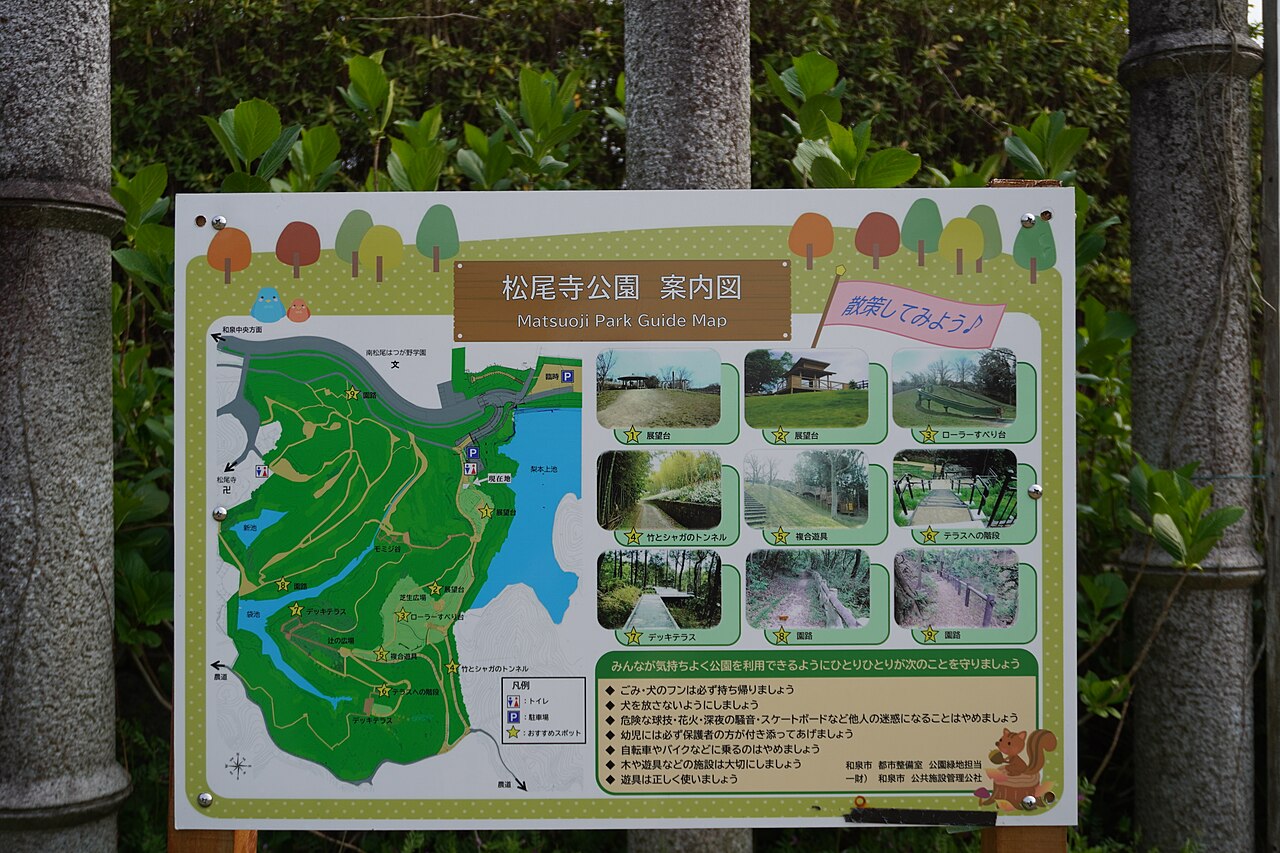 松尾寺公園 案内図
Matsuoji Park Guide Map
散策してみよう♪
和泉中央方面
南松尾はつが野学園
文
臨時 P
9 園路
P
現在地
松尾寺
卍
梨本上池
1 展望台
新池
モミジ谷
8 園路
2 展望台
芝生広場
7 デッキテラス
袋池
3 ローラーすべり台
辻の広場
5 複合遊具
4 竹とシャガのトンネル
農道
6 テラスへの階段
デッキテラス
凡例
:トイレ
P :駐車場
:おすすめスポット
農道
1 展望台
2 展望台
3 ローラーすべり台
4 竹とシャガのトンネル
5 複合遊具
6 テラスへの階段
7 デッキテラス
8 園路
9 園路
みんなが気持ちよく公園を利用できるようにひとりひとりが次のことを守りましょう
◆ ごみ・犬のフンは必ず持ち帰りましょう
◆ 犬を放さないようにしましょう
◆ 危険な球技・花火・深夜の騒音・スケートボードなど他人の迷惑になることはやめましょう
◆ 幼児には必ず保護者の方が付き添ってあげましょう
◆ 自転車やバイクなどに乗るのはやめましょう
◆ 木や遊具などの施設は大切にしましょう
◆ 遊具は正しく使いましょう
和泉市 都市整備室 公園緑地担当
一財) 和泉市 公共施設管理公社